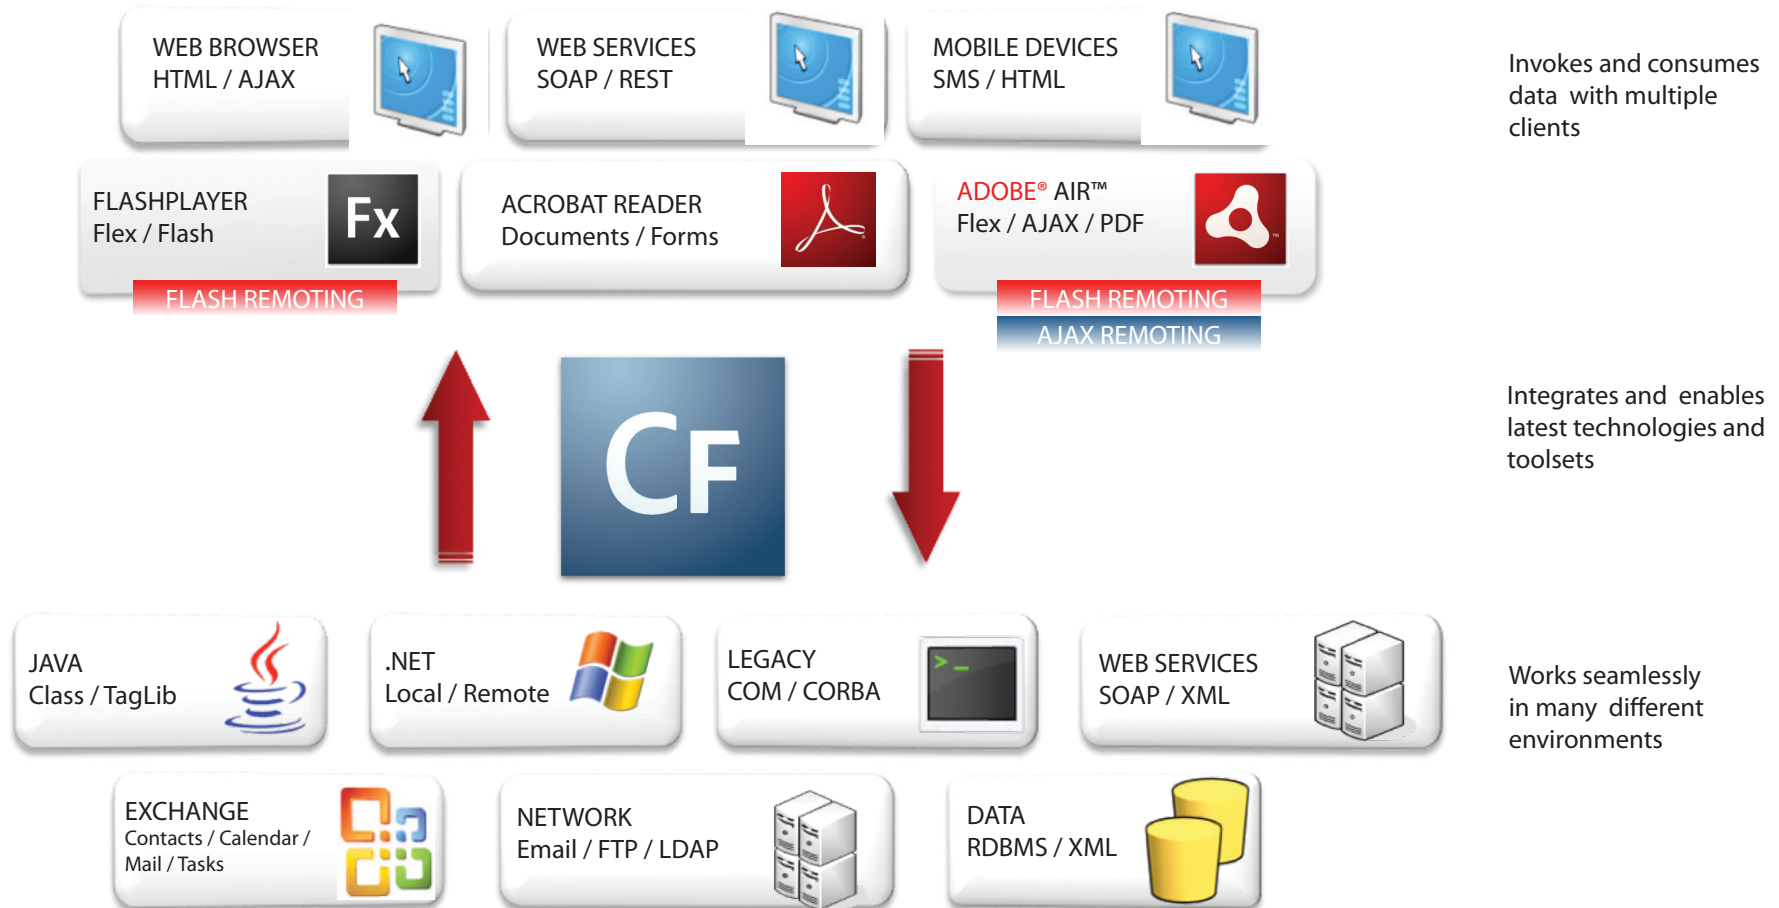 WEB BROWSER
HTML / AJAX
WEB SERVICES
SOAP / REST
MOBILE DEVICES
SMS / HTML
Invokes and consumes
data with multiple
clients
FLASHPLAYER
Flex / Flash
Fx
FLASH REMOTING
ACROBAT READER
Documents / Forms
ADOBE® AIR™
Flex / AJAX / PDF
FLASH REMOTING
AJAX REMOTING
CF
Integrates and enables
latest technologies and
toolsets
JAVA
Class / TagLib
.NET
Local / Remote
LEGACY
COM / CORBA
>_
WEB SERVICES
SOAP / XML
Works seamlessly
in many different
environments
EXCHANGE
Contacts / Calendar /
Mail / Tasks
NETWORK
Email / FTP / LDAP
DATA
RDBMS / XML